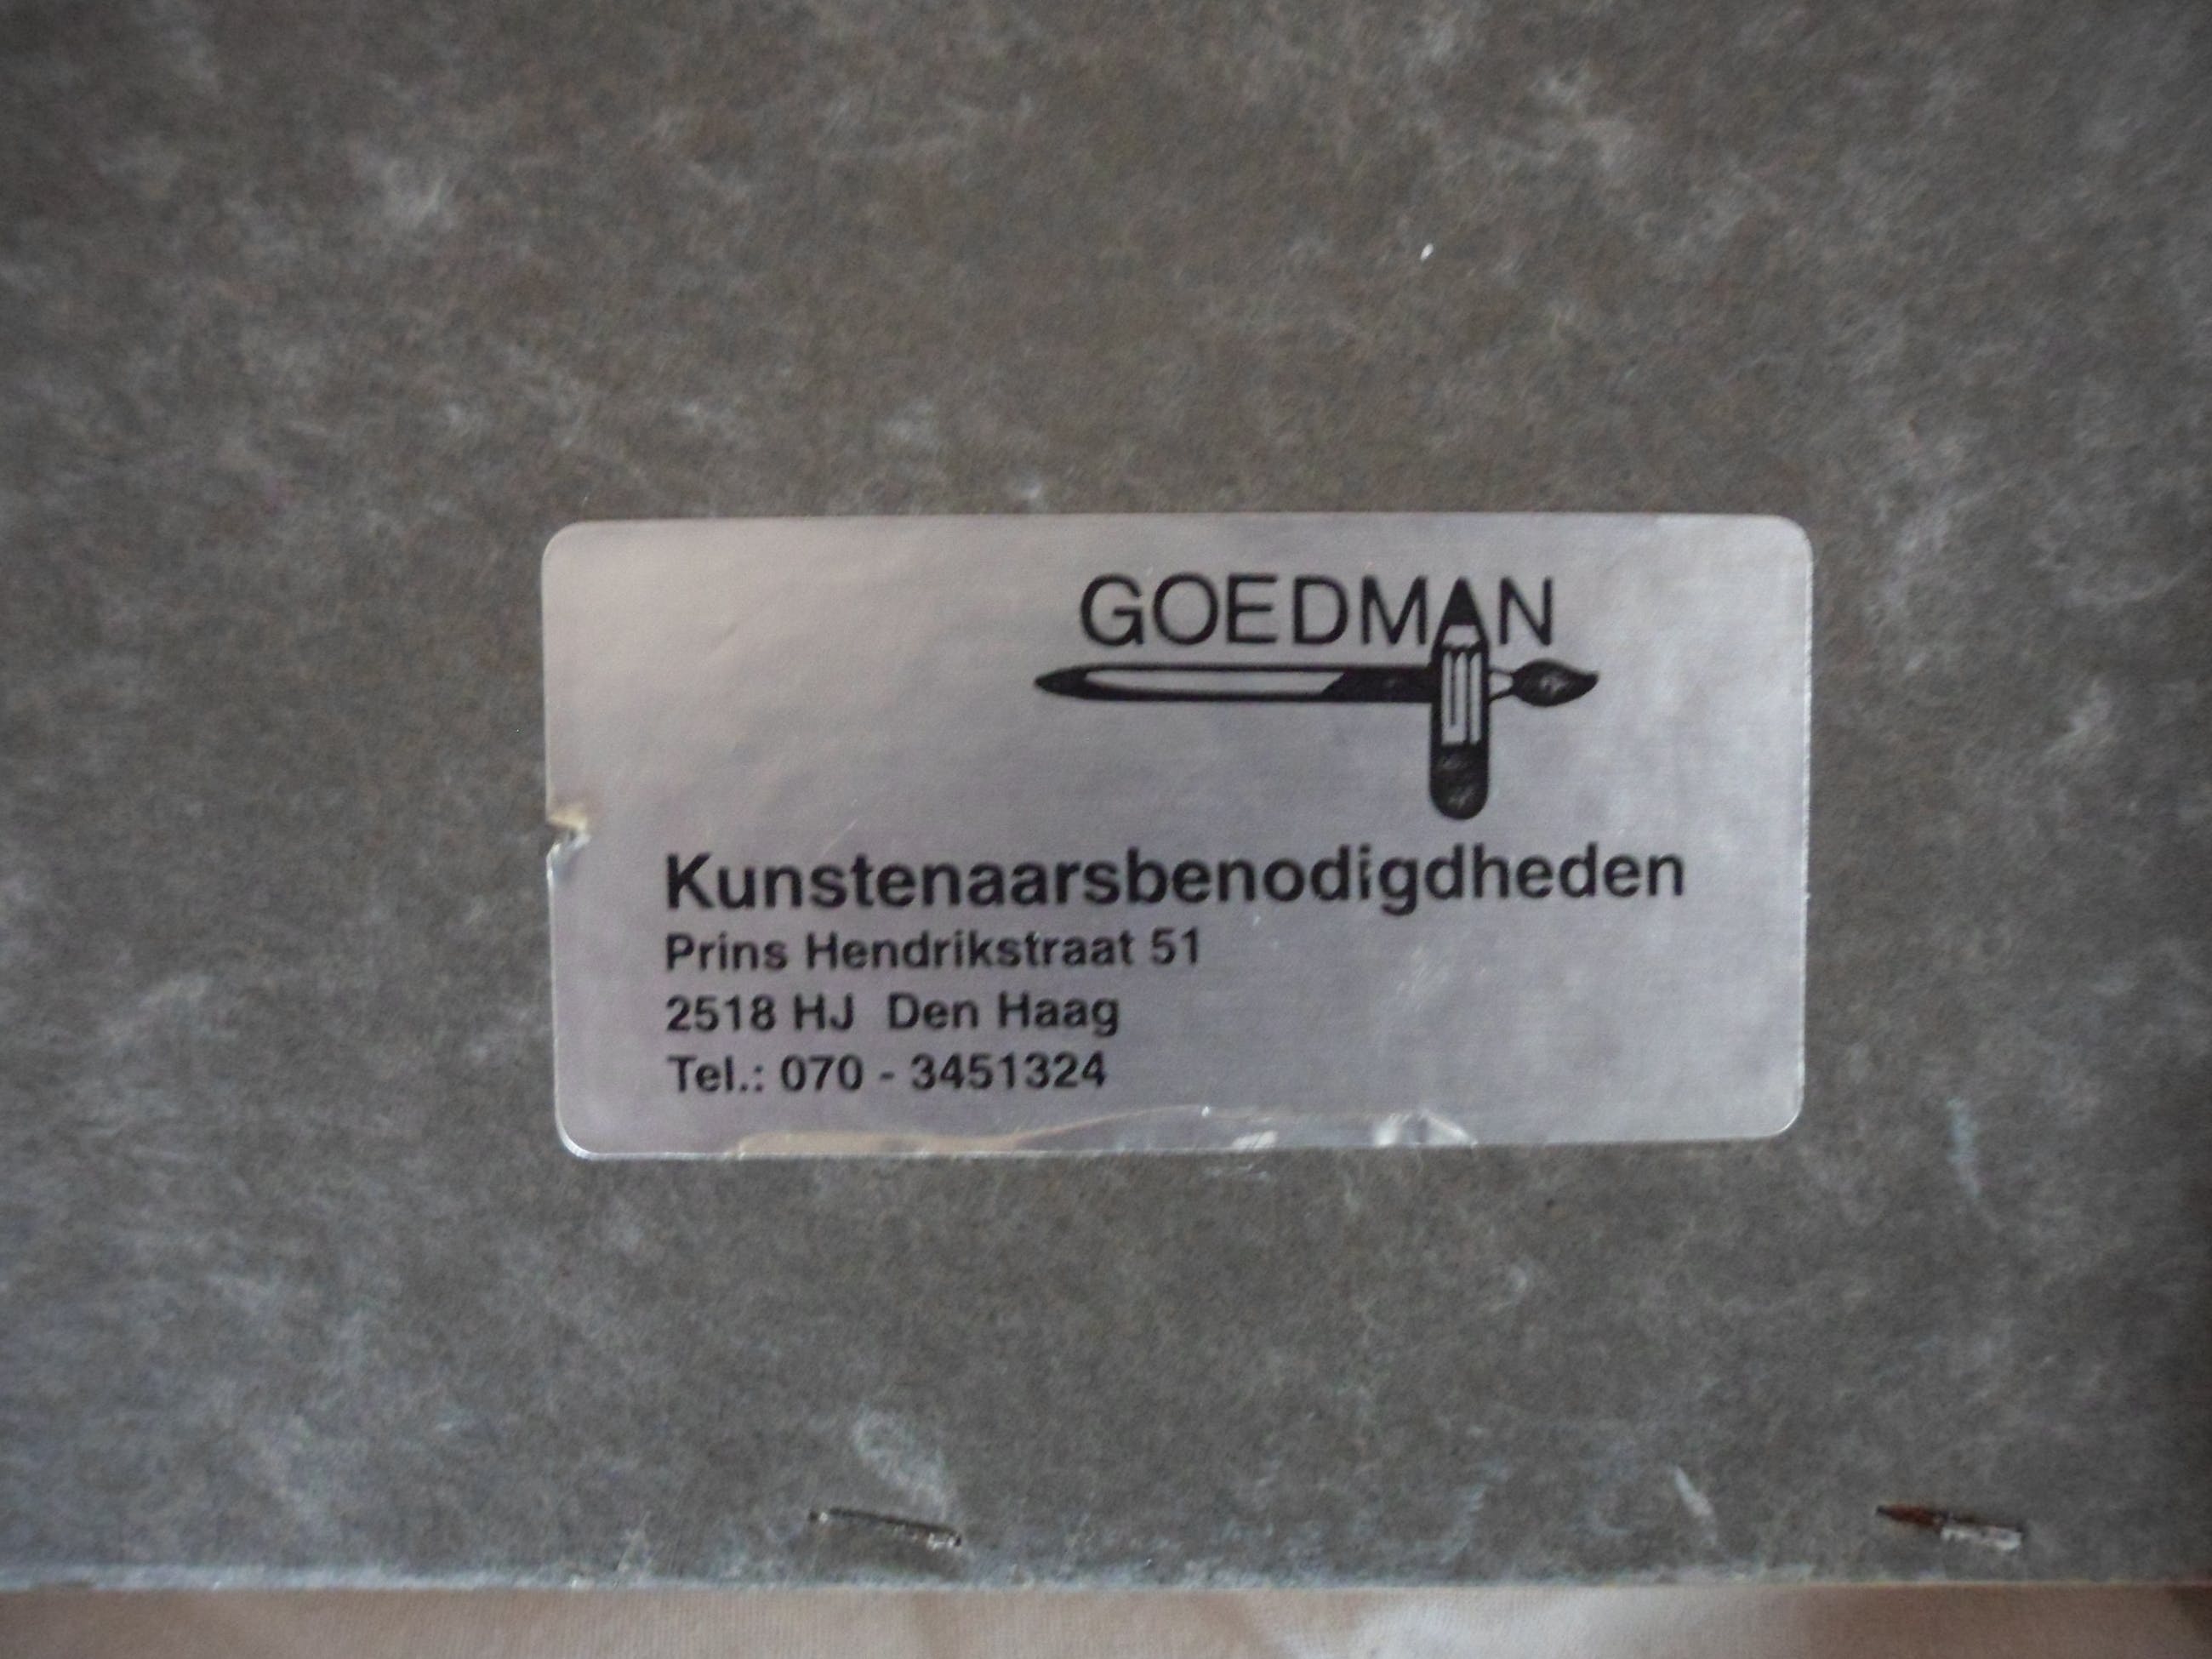 GOEDMAN
Kunstenaarsbenodigdheden
Prins Hendrikstraat 51
2518 HJ Den Haag
Tel.: 070 - 3451324